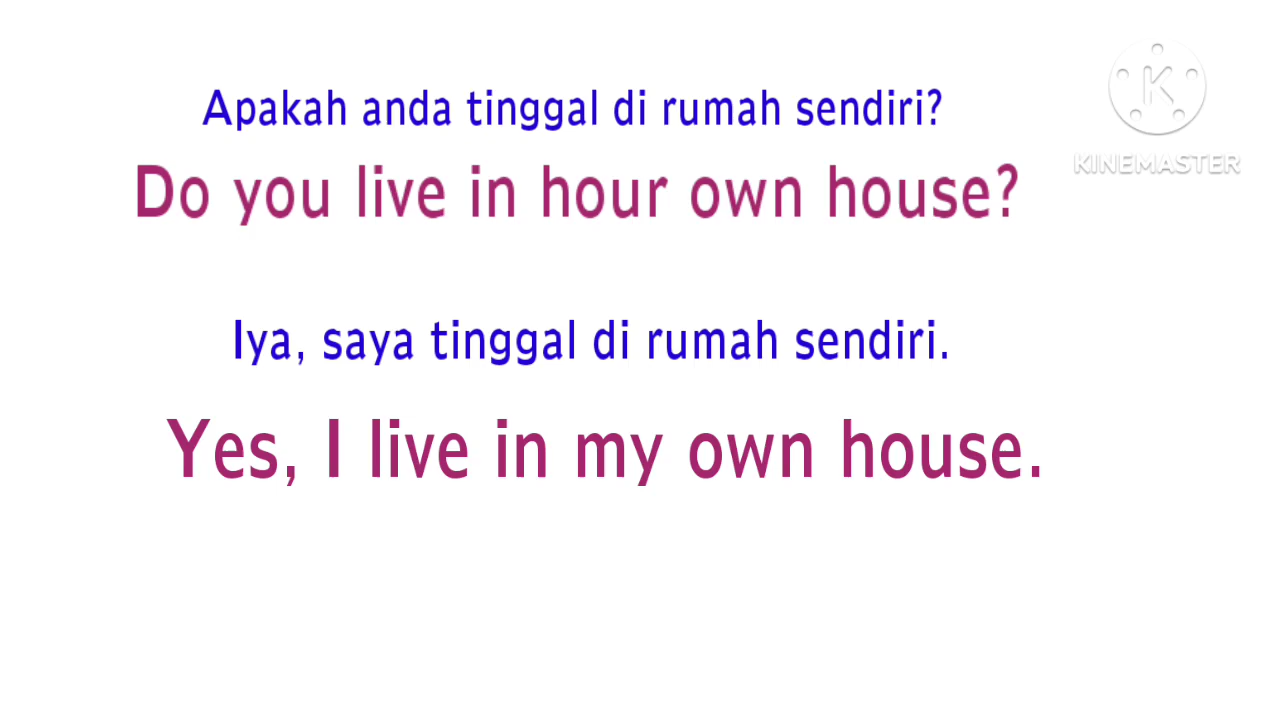 Apakah anda tinggal di rumah sendiri?
Do you live in hour own house?
Iya, saya tinggal di rumah sendiri.
Yes, I live in my own house.
K
KINEMASTER